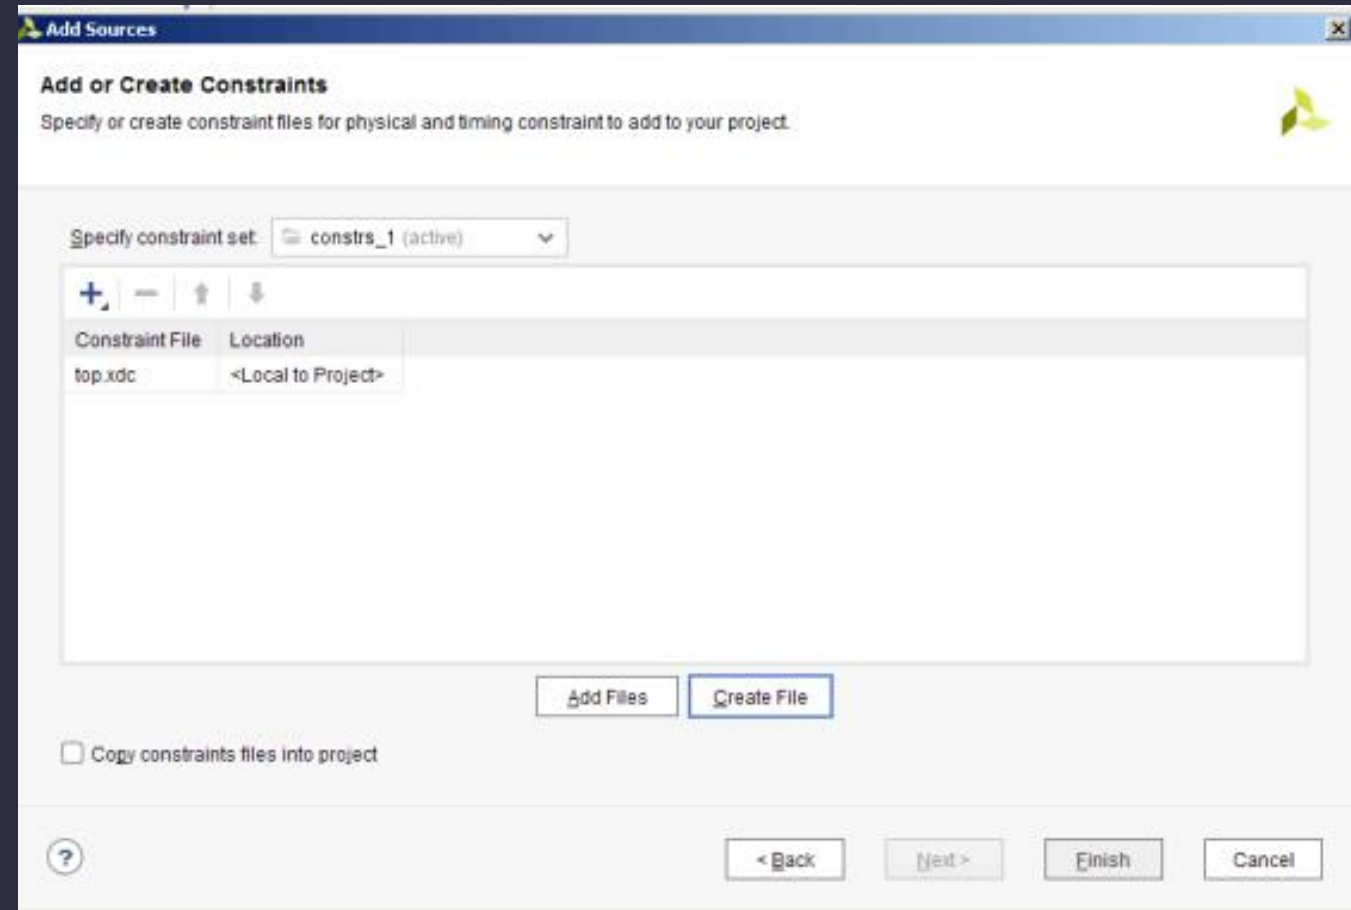 Add Sources
Add or Create Constraints
Specify or create constraint files for physical and timing constraint to add to your project.
Specify constraint set: constrs_1 (active)
Constraint File Location
top.xdc <Local to Project>
Add Files Create File
Copy constraints files into project
? < Back Next > Finish Cancel